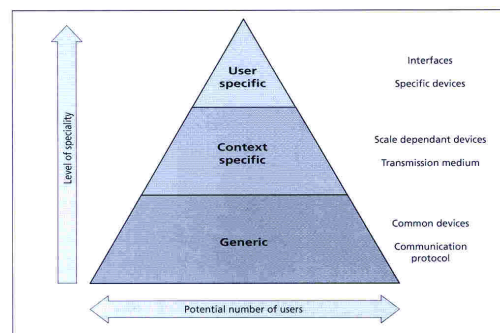 Level of speciality
User
specific
Interfaces
Specific devices
Context
specific
Scale dependant devices
Transmission medium
Generic
Common devices
Communication
protocol
Potential number of users